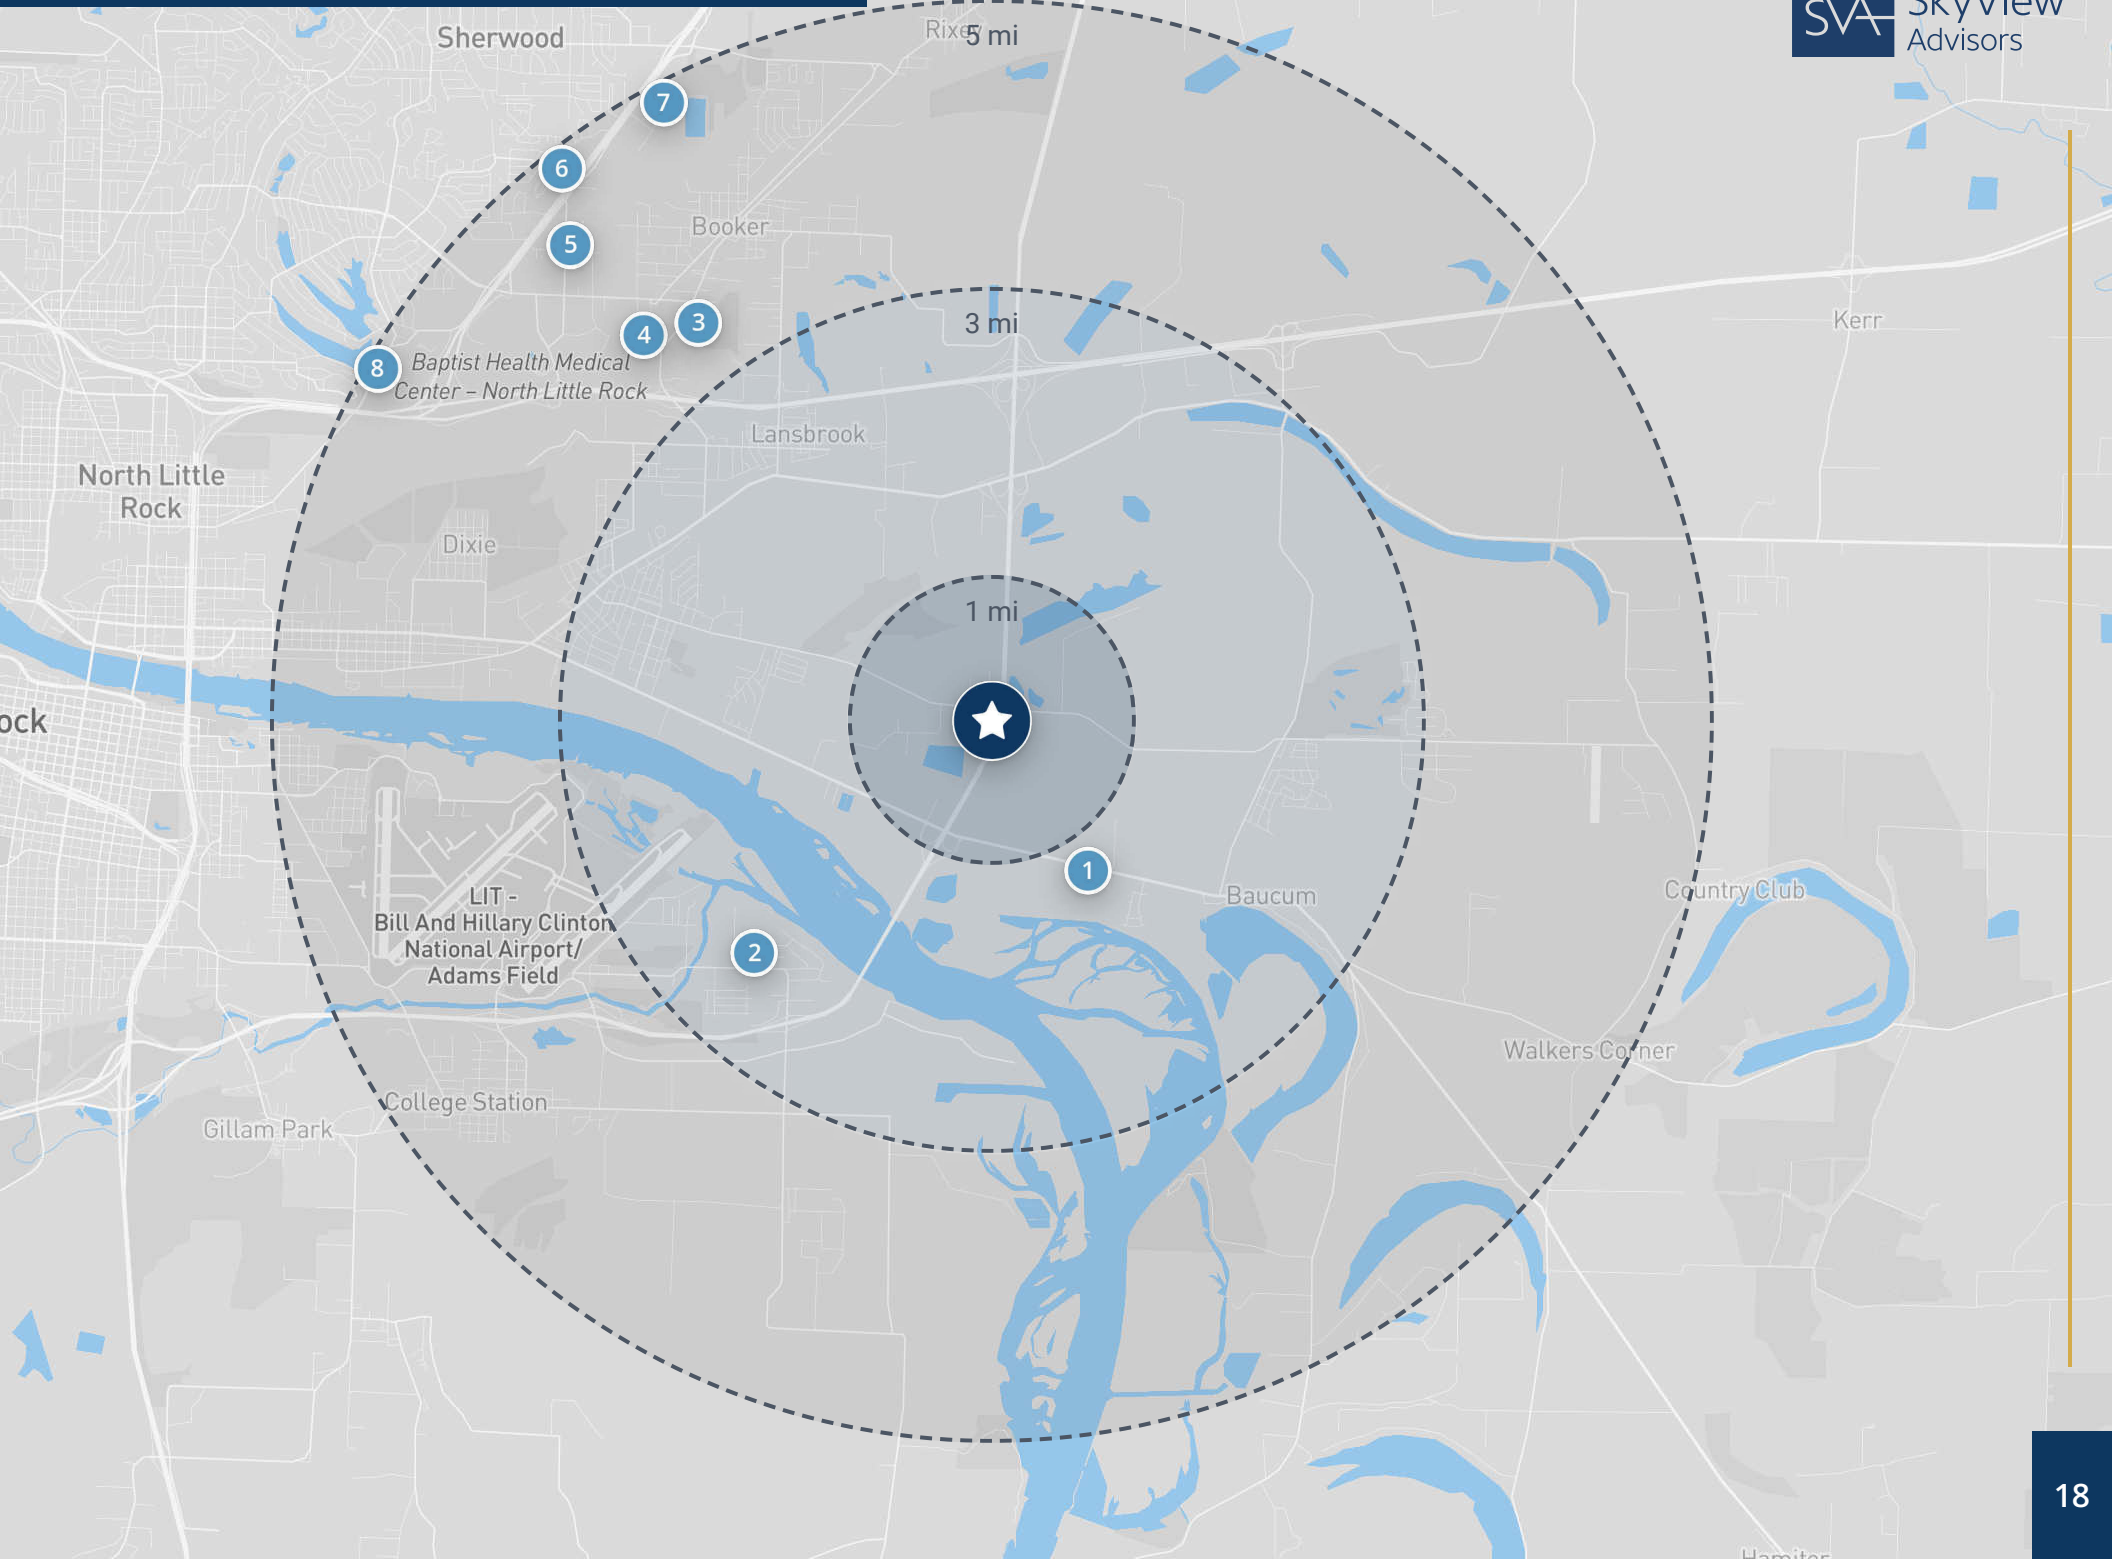 SVA
SkyView
Advisors
Sherwood
Rixey
5 mi
7
6
5
Booker
3
4
3 mi
8
Baptist Health Medical
Center – North Little Rock
Kerr
Lansbrook
North Little
Rock
Dixie
1 mi
ock
1
LIT -
Bill And Hillary Clinton
National Airport/
Adams Field
Baucum
Country Club
2
Walkers Corner
College Station
Gillam Park
18